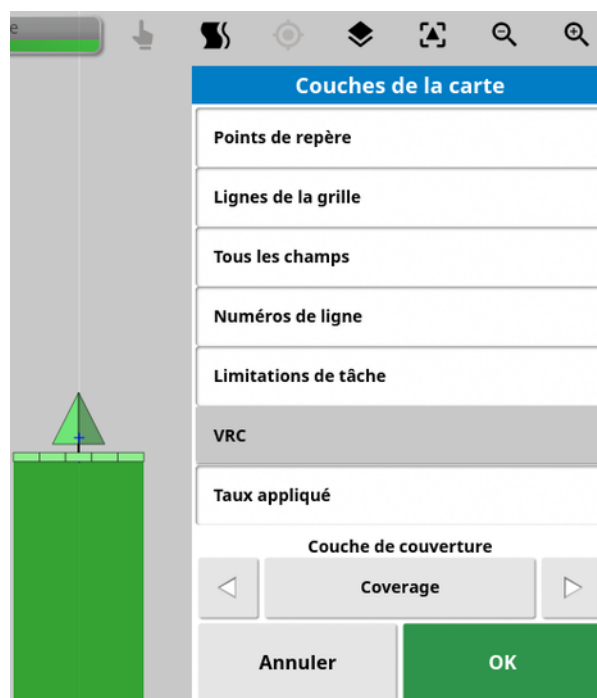 e
Couches de la carte
Points de repère
Lignes de la grille
Tous les champs
Numéros de ligne
Limitations de tâche
VRC
Taux appliqué
Couche de couverture
Coverage
Annuler
OK